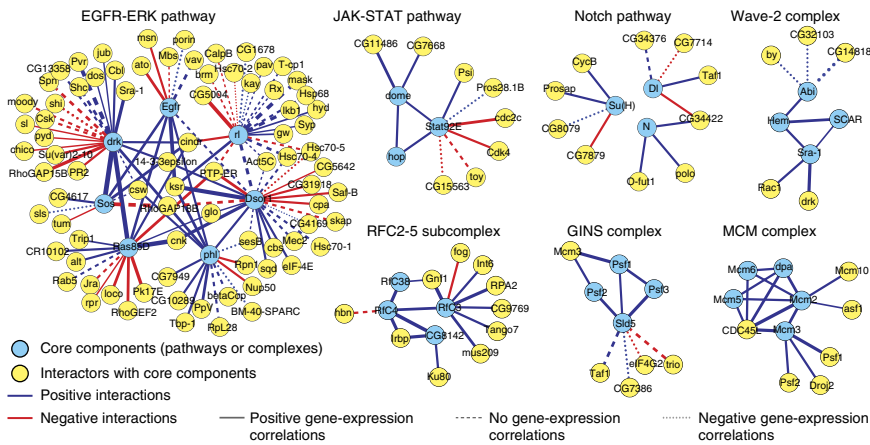 EGFR-ERK pathway
JAK-STAT pathway
Notch pathway
Wave-2 complex
msn
porin
ato
Mbs
vav
CalpB
CG1678
jub
Pvr
CG13358
dos
Cbl
Spn
Shc
Sra-1
brm
Hsc70-2
pav
T-cp1
kay
mask
CG5004
Rx
Hsp68
Ikb1
hyd
Syp
gw
moody
shi
Csk
sl
pyd
chico
Su(var)2-10
RhoGAP15B
PR2
drk
Egfr
rl
cindr
14-3-3epsilon
Act5C
Hsc70-5
Hsc70-4
CG5642
PTP-ER
CG31918
Saf-B
cpa
skap
CG4169
Hsc70-1
Mec2
eIF-4E
cbs
sqd
CG4617
Sos
csw
ksr
RhoGAP18B
glo
Dsor1
sls
tum
Trip1
CR10102
alt
Rab5
Jra
rpr
loco
Pk17E
RhoGEF2
Ras85D
cnk
phl
sesB
Rpn1
Nup50
CG7949
CG10289
betaCop
PpV
Tbp-1
RpL28
BM-40-SPARC
CG11486
CG7668
Psi
Pros28.1B
dome
Stat92E
cdc2c
hop
Cdk4
toy
CG15563
CG34376
CG7714
CycB
Prosap
Dl
Taf1
Su(H)
CG8079
N
CG34422
CG7879
O-fut1
polo
CG32103
by
CG14818
Abi
Hem
SCAR
Sra-1
Rac1
drk
RFC2-5 subcomplex
GINS complex
MCM complex
fog
Int6
RfC38
Gnf1
RPA2
hbn
RfC4
RfC3
CG9769
Irbp
CG8142
Tango7
mus209
Ku80
Mcm3
Psf1
Psf2
Psf3
Sld5
Taf1
eIF4G2
trio
CG7386
Mcm6
dpa
Mcm10
Mcm5
Mcm2
asf1
CDC45L
Mcm3
Psf1
Psf2
Droj2
Core components (pathways or complexes)
Interactors with core components
Positive interactions
Negative interactions
Positive gene-expression
correlations
No gene-expression
correlations
Negative gene-expression
correlations